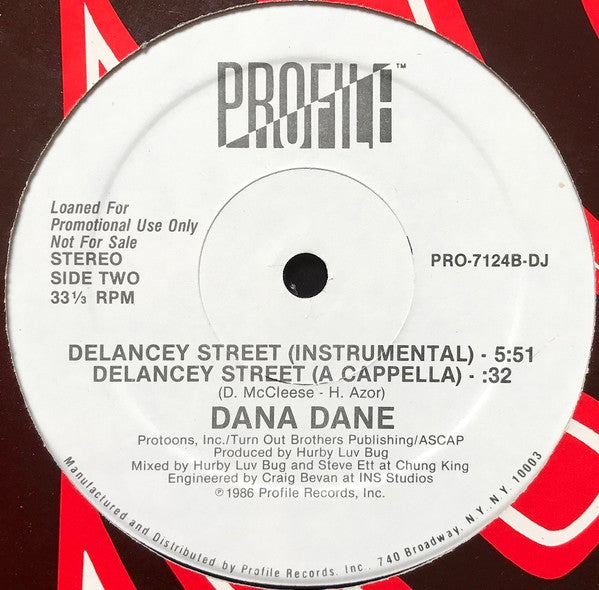 PROFILE™
Loaned For
Promotional Use Only
Not For Sale
STEREO
SIDE TWO
33⅓ RPM
PRO-7124B-DJ
DELANCEY STREET (INSTRUMENTAL) - 5:51
DELANCEY STREET (A CAPPELLA) - :32
(D. McCleese - H. Azor)
DANA DANE
Protoons, Inc./Turn Out Brothers Publishing/ASCAP
Produced by Hurby Luv Bug
Mixed by Hurby Luv Bug and Steve Ett at Chung King
Engineered by Craig Bevan at INS Studios
℗ 1986 Profile Records, Inc.
Manufactured and Distributed by Profile Records, Inc., 740 Broadway, N.Y. N.Y. 10003